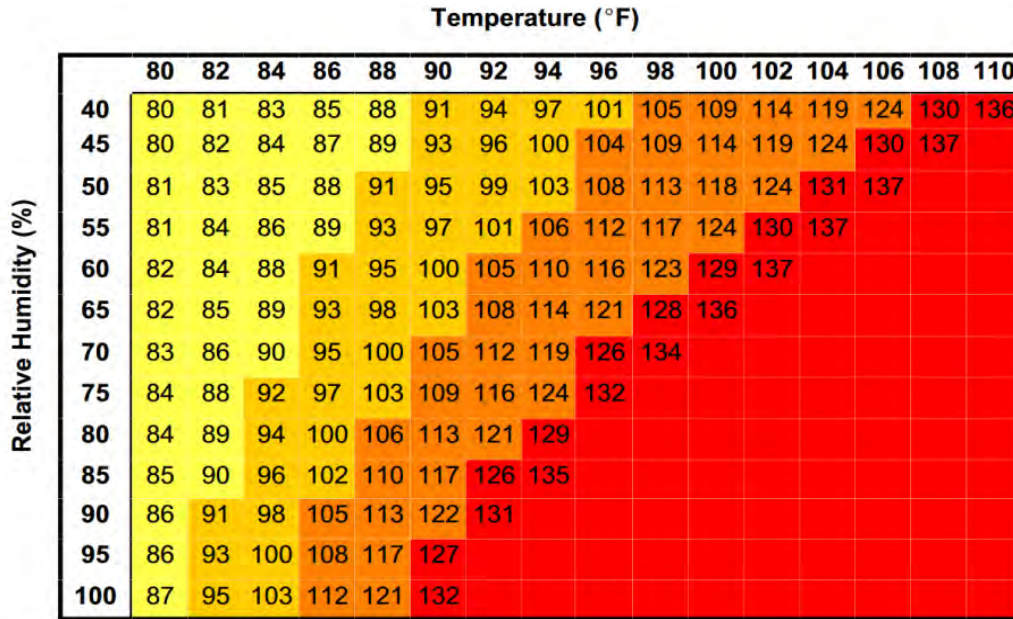 Temperature (°F)
80 82 84 86 88 90 92 94 96 98 100 102 104 106 108 110
40 80 81 83 85 88 91 94 97 101 105 109 114 119 124 130 136
45 80 82 84 87 89 93 96 100 104 109 114 119 124 130 137
50 81 83 85 88 91 95 99 103 108 113 118 124 131 137
55 81 84 86 89 93 97 101 106 112 117 124 130 137
60 82 84 88 91 95 100 105 110 116 123 129 137
65 82 85 89 93 98 103 108 114 121 128 136
70 83 86 90 95 100 105 112 119 126 134
75 84 88 92 97 103 109 116 124 132
80 84 89 94 100 106 113 121 129
85 85 90 96 102 110 117 126 135
90 86 91 98 105 113 122 131
95 86 93 100 108 117 127
100 87 95 103 112 121 132
Relative Humidity (%)